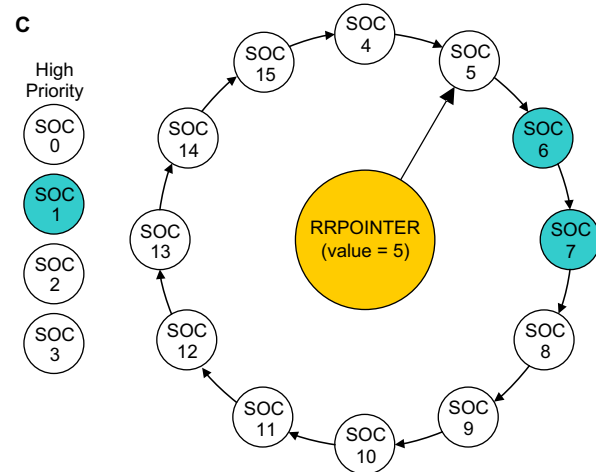 C
High
Priority
SOC
0
SOC
1
SOC
2
SOC
3
SOC
4
SOC
5
SOC
6
SOC
7
SOC
8
SOC
9
SOC
10
SOC
11
SOC
12
SOC
13
SOC
14
SOC
15
RRPOINTER
(value = 5)